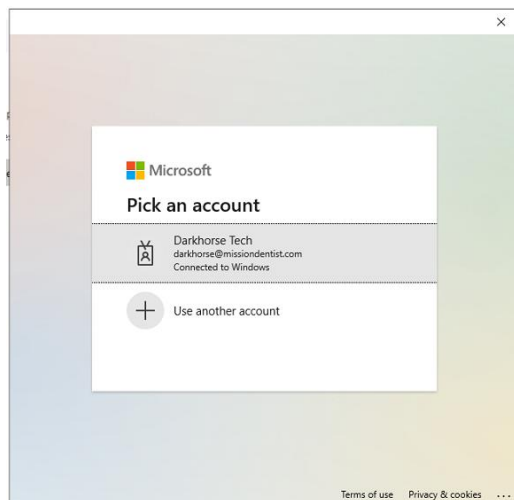 Microsoft
Pick an account
Darkhorse Tech
darkhorse@missiondentist.com
Connected to Windows
Use another account
Terms of use Privacy & cookies ...